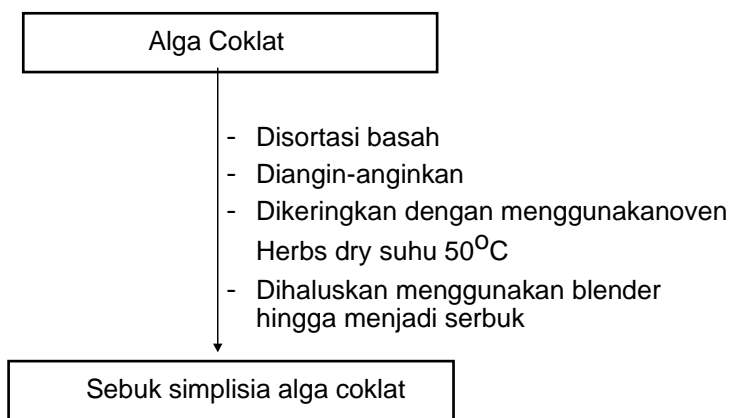 Alga Coklat
- Disortasi basah
- Diangin-anginkan
- Dikeringkan dengan menggunakanoven
Herbs dry suhu 50⁰C
- Dihaluskan menggunakan blender
hingga menjadi serbuk
Sebuk simplisia alga coklat